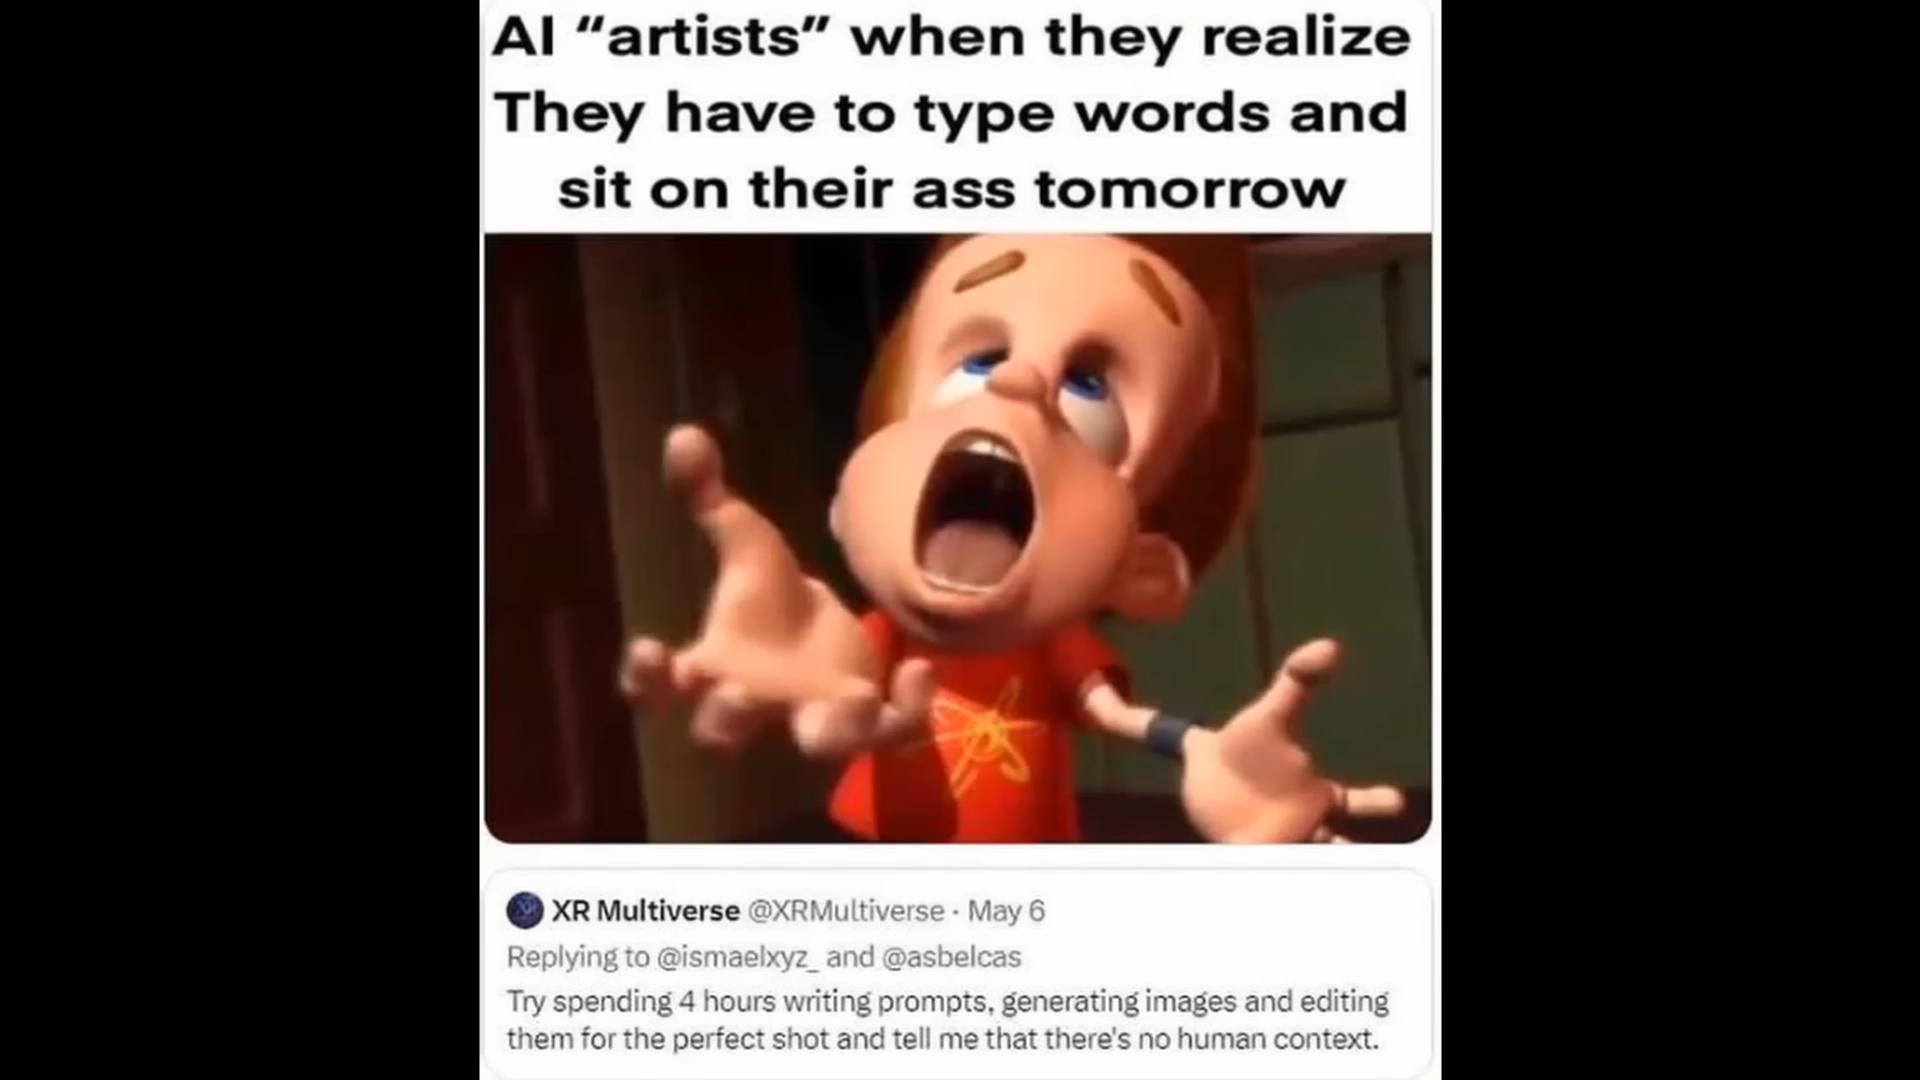 AI “artists” when they realize
They have to type words and
sit on their ass tomorrow
XR Multiverse @XRMultiverse · May 6
Replying to @ismaelxyz_ and @asbelcas
Try spending 4 hours writing prompts, generating images and editing
them for the perfect shot and tell me that there's no human context.